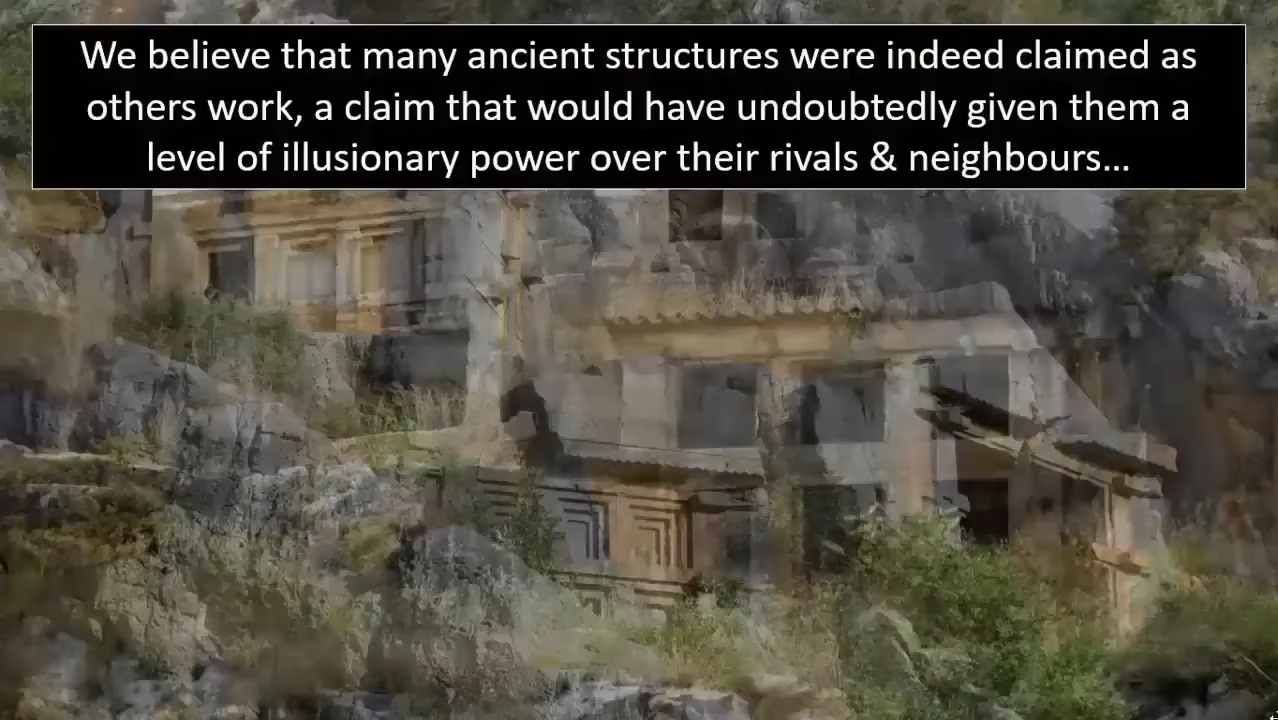 We believe that many ancient structures were indeed claimed as
others work, a claim that would have undoubtedly given them a
level of illusionary power over their rivals & neighbours...